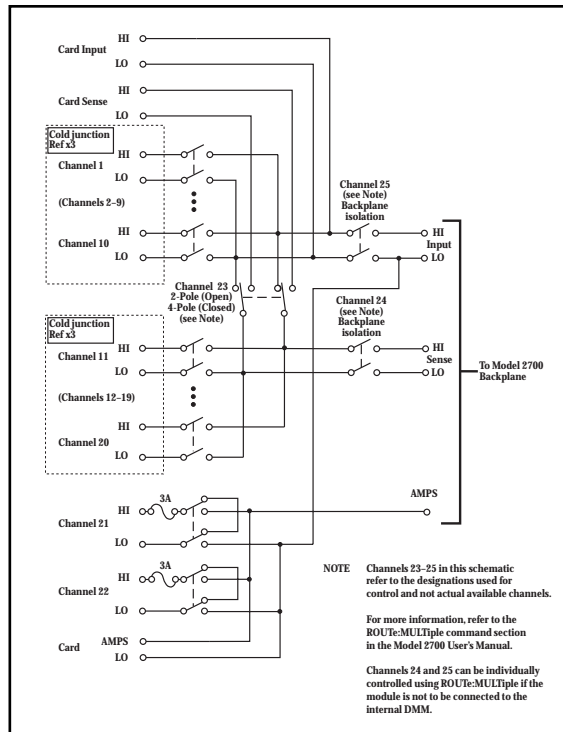 Card Input
HI
LO
Card Sense
HI
LO
Cold junction
Ref x3
Channel 1
HI
LO
(Channels 2–9)
Channel 10
HI
LO
Channel 25
(see Note)
Backplane
isolation
HI
Input
LO
Channel 23
2-Pole (Open)
4-Pole (Closed)
(see Note)
Channel 24
(see Note)
Backplane
isolation
Cold junction
Ref x3
Channel 11
HI
LO
(Channels 12–19)
Channel 20
HI
LO
HI
Sense
LO
To Model 2700
Backplane
AMPS
Channel 21
HI
3A
LO
Channel 22
HI
3A
LO
Card
AMPS
LO
NOTE Channels 23–25 in this schematic
refer to the designations used for
control and not actual available channels.
For more information, refer to the
ROUTe:MULTiple command section
in the Model 2700 User's Manual.
Channels 24 and 25 can be individually
controlled using ROUTe:MULTiple if the
module is not to be connected to the
internal DMM.